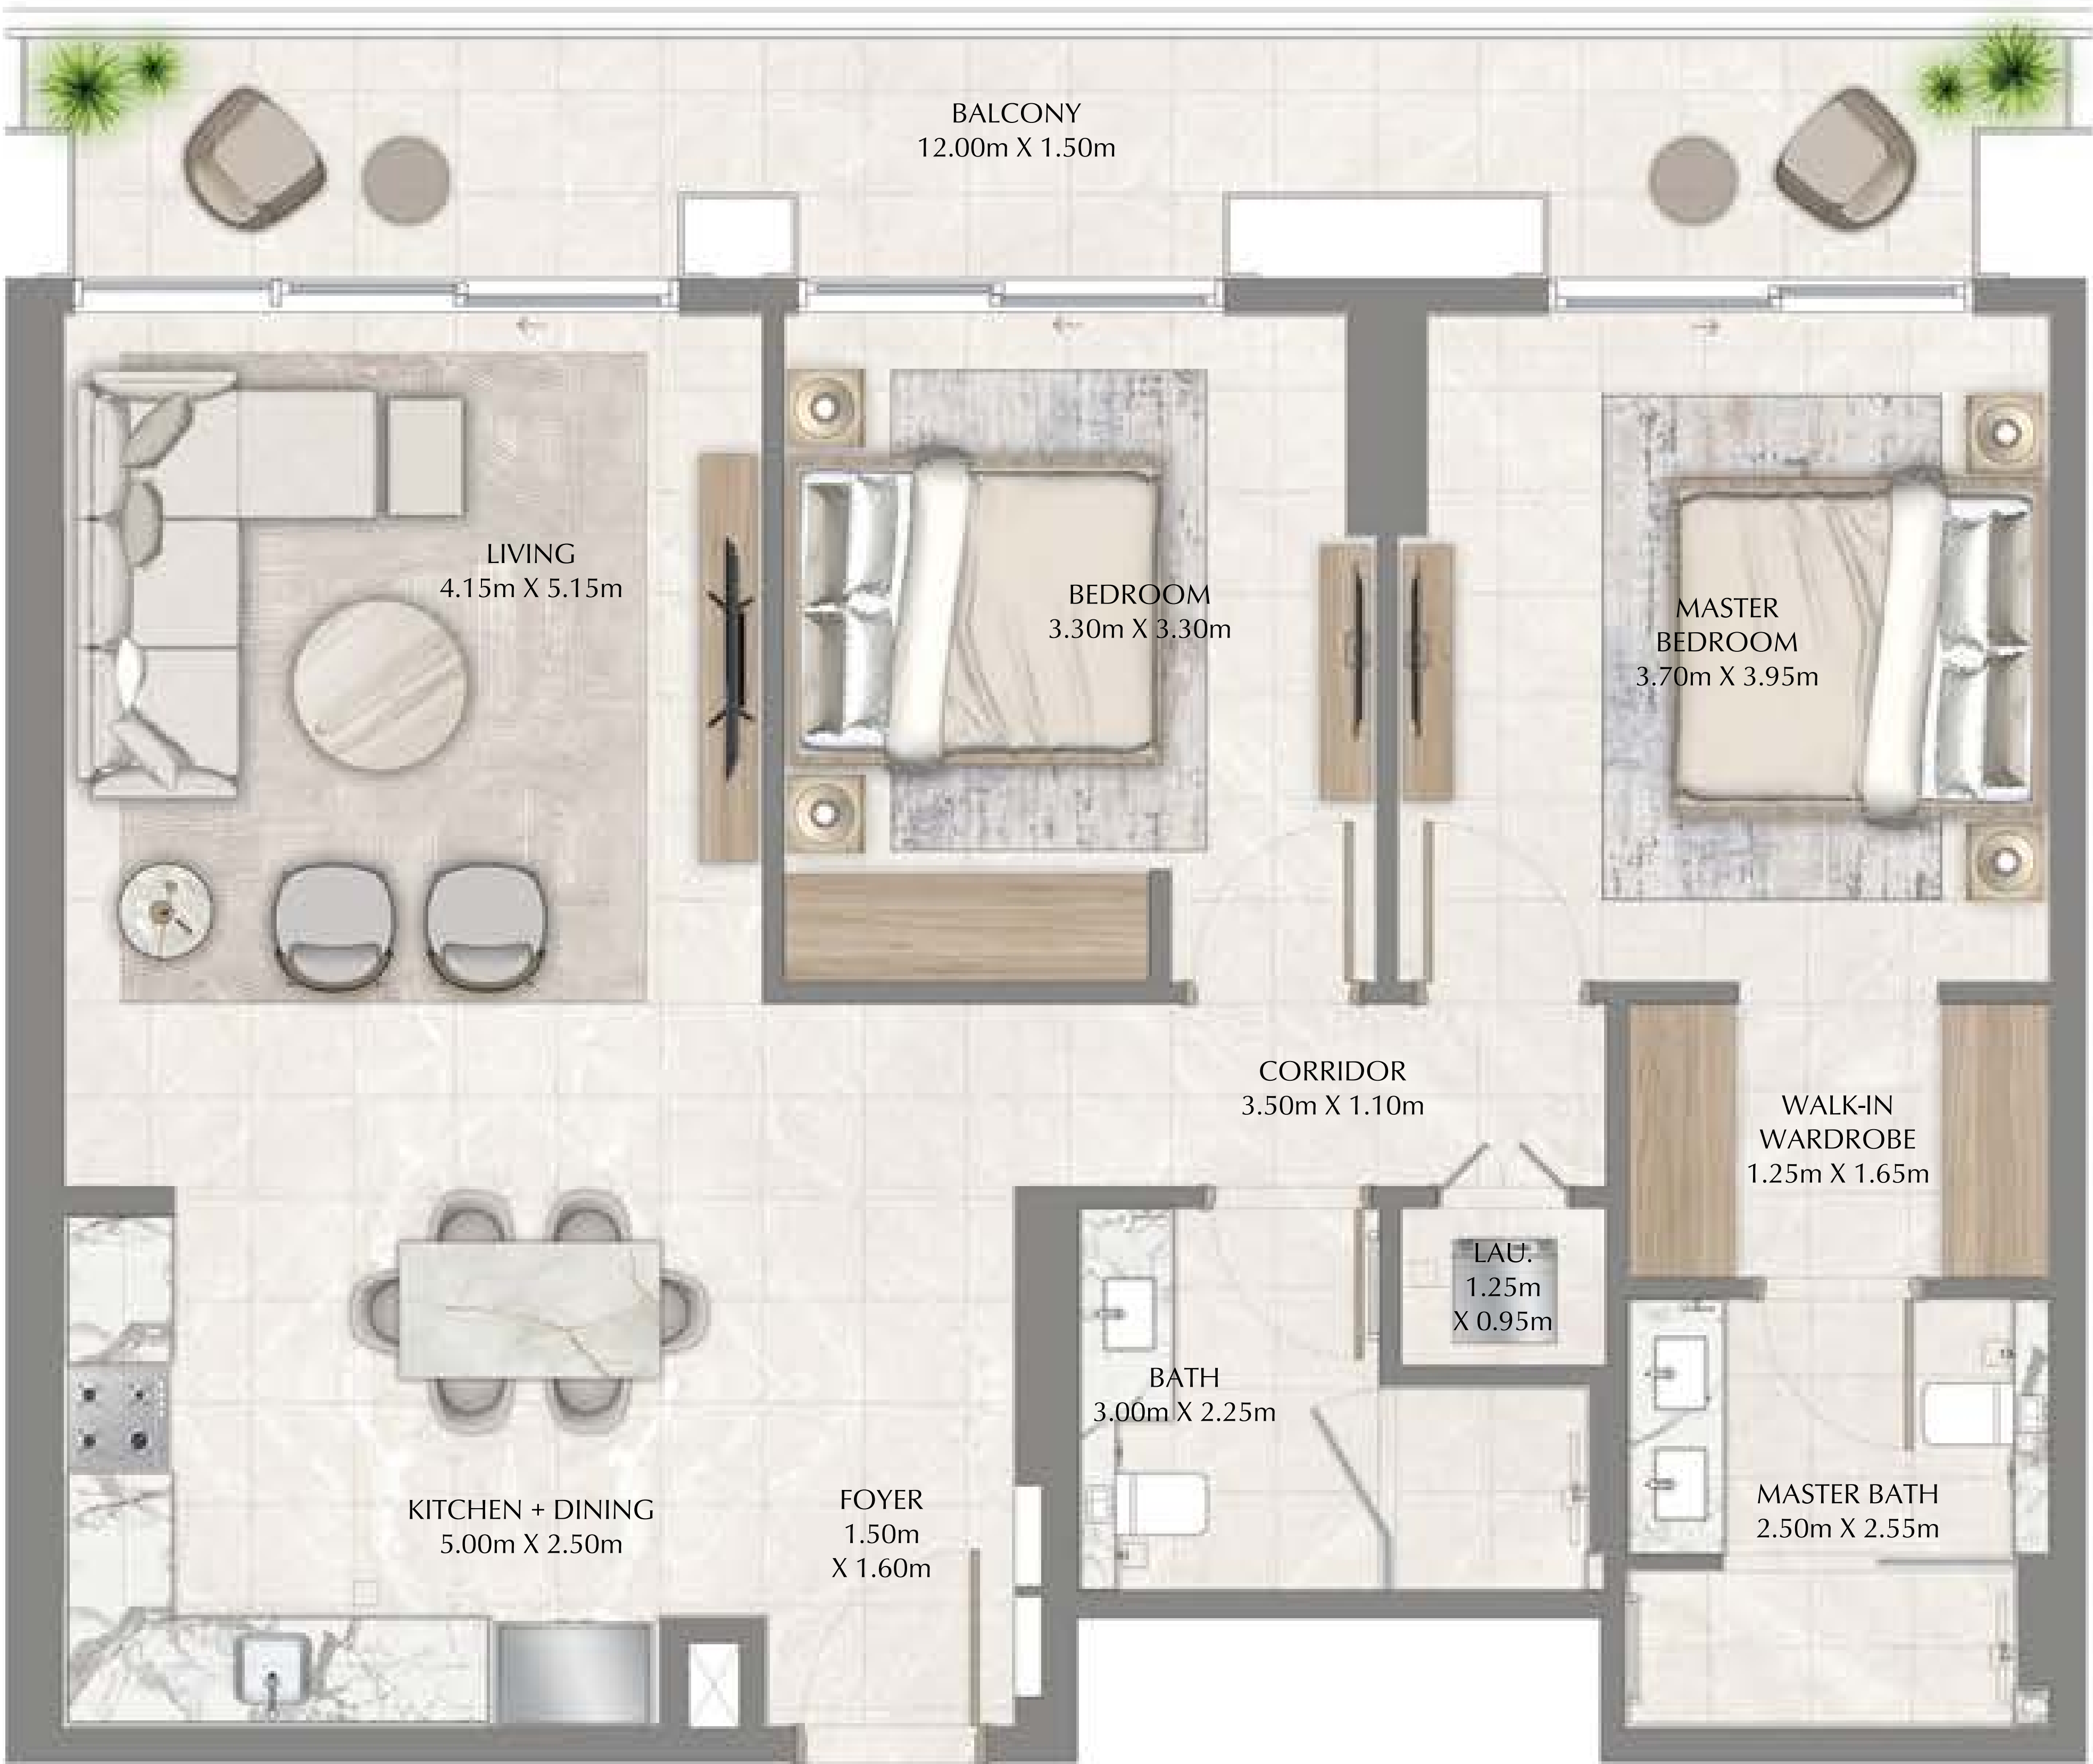 BALCONY
12.00m X 1.50m
LIVING
4.15m X 5.15m
BEDROOM
3.30m X 3.30m
MASTER
BEDROOM
3.70m X 3.95m
CORRIDOR
3.50m X 1.10m
WALK-IN
WARDROBE
1.25m X 1.65m
LAU.
1.25m
X 0.95m
BATH
3.00m X 2.25m
KITCHEN + DINING
5.00m X 2.50m
FOYER
1.50m
X 1.60m
MASTER BATH
2.50m X 2.55m